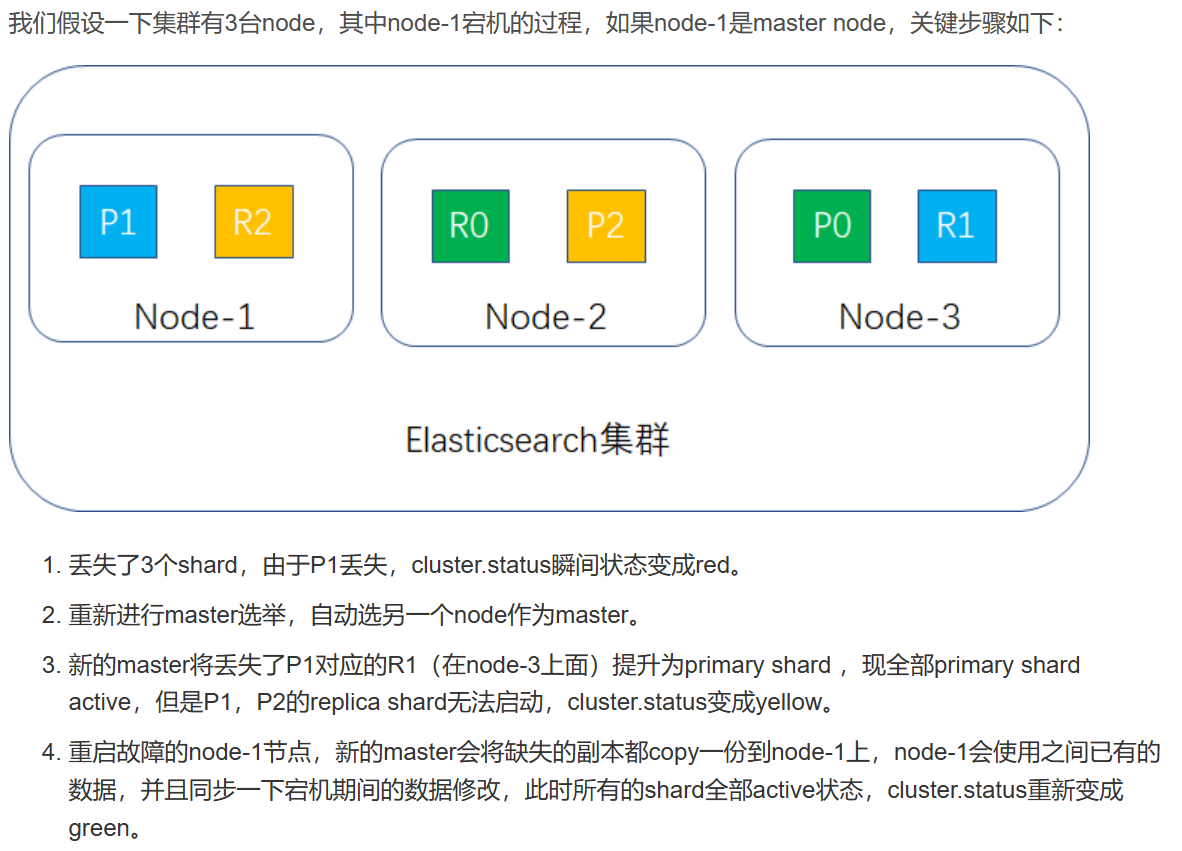 我们假设一下集群有3台node，其中node-1宕机的过程，如果node-1是master node，关键步骤如下：
P1 R2 R0 P2 P0 R1
Node-1 Node-2 Node-3
Elasticsearch集群
1. 丢失了3个shard，由于P1丢失，cluster.status瞬间状态变成red。
2. 重新进行master选举，自动选另一个node作为master。
3. 新的master将丢失了P1对应的R1（在node-3上面）提升为primary shard ，现全部primary shard
active，但是P1，P2的replica shard无法启动，cluster.status变成yellow。
4. 重启故障的node-1节点，新的master会将缺失的副本都copy一份到node-1上，node-1会使用之间已有的
数据，并且同步一下宕机期间的数据修改，此时所有的shard全部active状态，cluster.status重新变成
green。